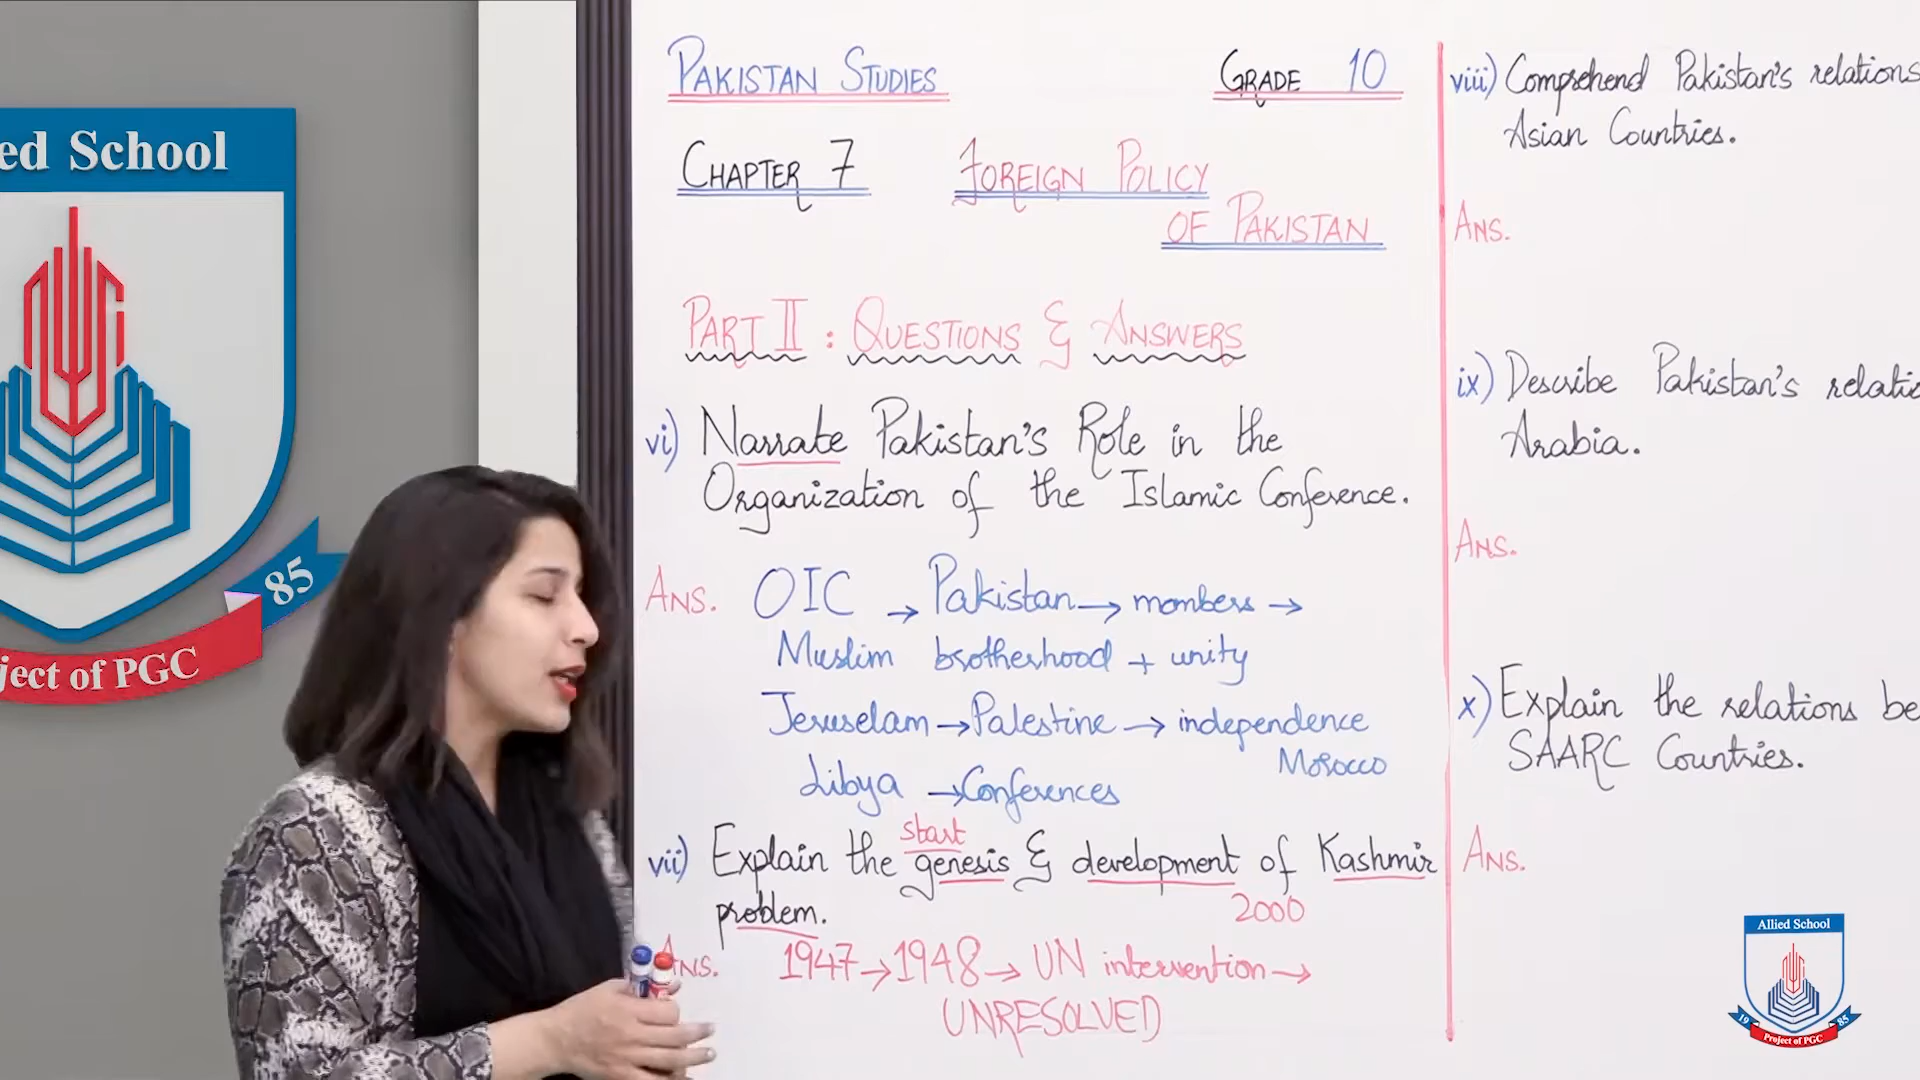 ed School
85
ject of PGC
PAKISTAN STUDIES
GRADE 10
CHAPTER 7
FOREIGN POLICY
OF PAKISTAN
PART II : QUESTIONS & ANSWERS
vi) Narrate Pakistan's Role in the
Organization of the Islamic Conference.
ANS. OIC → Pakistan → members →
Muslim brotherhood + unity
Jeruselam → Palestine → independence
Morocco
Libya → Conferences
start
vii) Explain the genesis & development of Kashmir
problem.
2000
ANS. 1947 → 1948 → UN intervention →
UNRESOLVED
viii) Comprehend Pakistan's relations
Asian Countries.
ANS.
ix) Describe Pakistan's relatio
Arabia.
ANS.
x) Explain the relations be
SAARC Countries.
ANS.
Allied School
19 85
Project of PGC